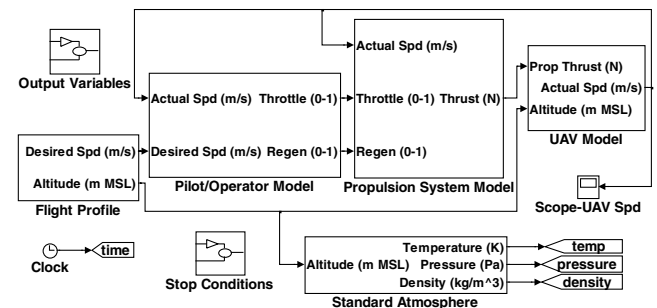 Output Variables
Actual Spd (m/s)
Throttle (0-1)
Desired Spd (m/s)
Regen (0-1)
Pilot/Operator Model
Actual Spd (m/s)
Throttle (0-1)
Thrust (N)
Regen (0-1)
Propulsion System Model
Prop Thrust (N)
Actual Spd (m/s)
Altitude (m MSL)
UAV Model
Desired Spd (m/s)
Altitude (m MSL)
Flight Profile
Scope-UAV Spd
Clock
time
Stop Conditions
Altitude (m MSL)
Temperature (K)
Pressure (Pa)
Density (kg/m^3)
Standard Atmosphere
temp
pressure
density